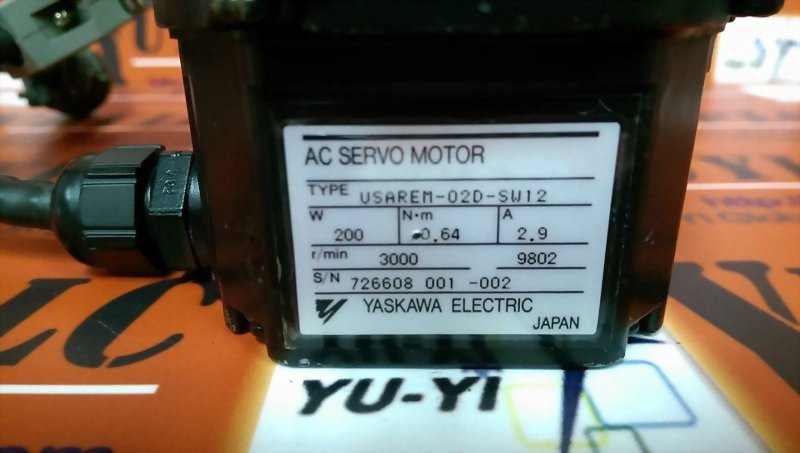 AC SERVO MOTOR
TYPE USAREM-02D-SW12
W N·m A
200 0.64 2.9
r/min 3000 9802
S/N 726608 001 -002
YASKAWA ELECTRIC
JAPAN
YU-YI